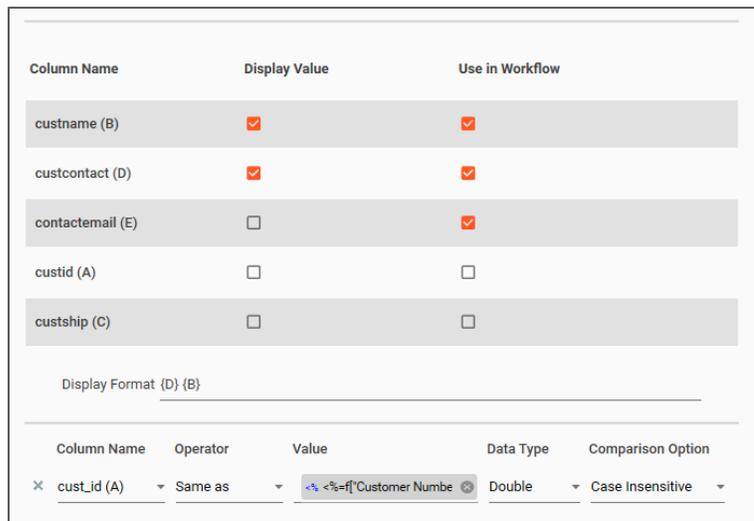 Column Name Display Value Use in Workflow
custname (B)
custcontact (D)
contactemail (E)
custid (A)
custship (C)
Display Format {D} {B}
Column Name Operator Value Data Type Comparison Option
cust_id (A) Same as <% <%=f["Customer Numbe Double Case Insensitive